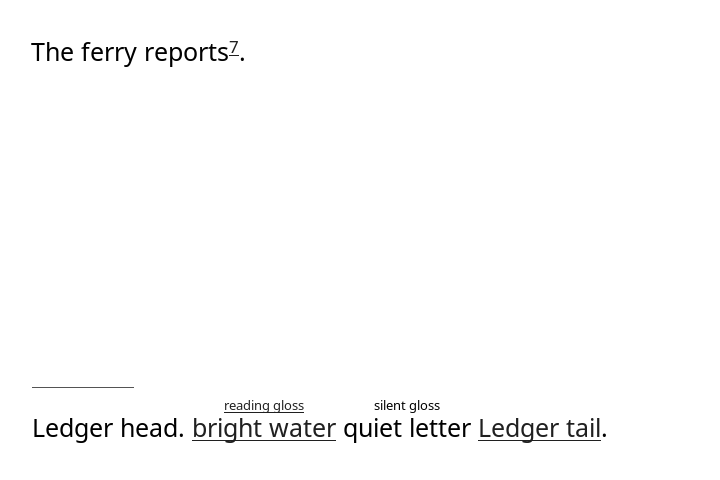 The ferry reports7.
reading gloss silent gloss
Ledger head. bright water quiet letter Ledger tail.